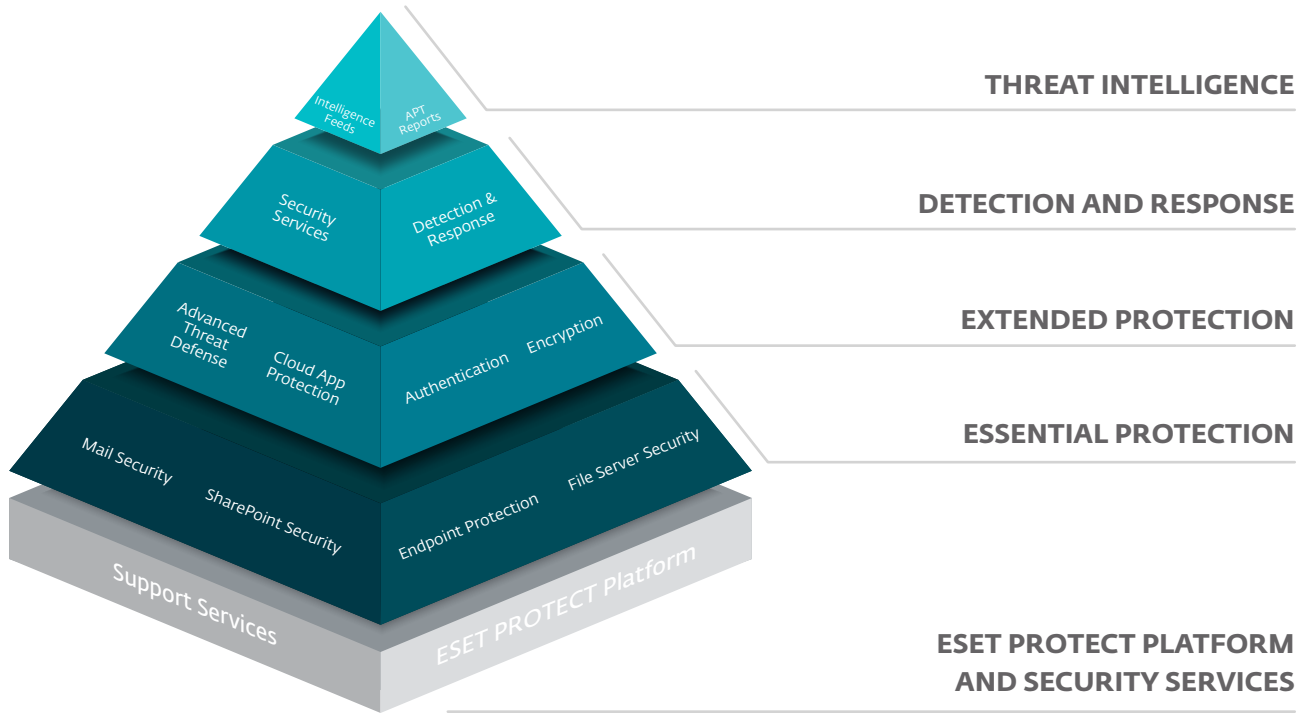 Intelligence
Feeds
APT
Reports
THREAT INTELLIGENCE
Security
Services
Detection &
Response
DETECTION AND RESPONSE
Advanced
Threat
Defense
Cloud App
Protection
Authentication
Encryption
EXTENDED PROTECTION
Mail Security
SharePoint Security
Endpoint Protection
File Server Security
ESSENTIAL PROTECTION
Support Services
ESET PROTECT Platform
ESET PROTECT PLATFORM
AND SECURITY SERVICES